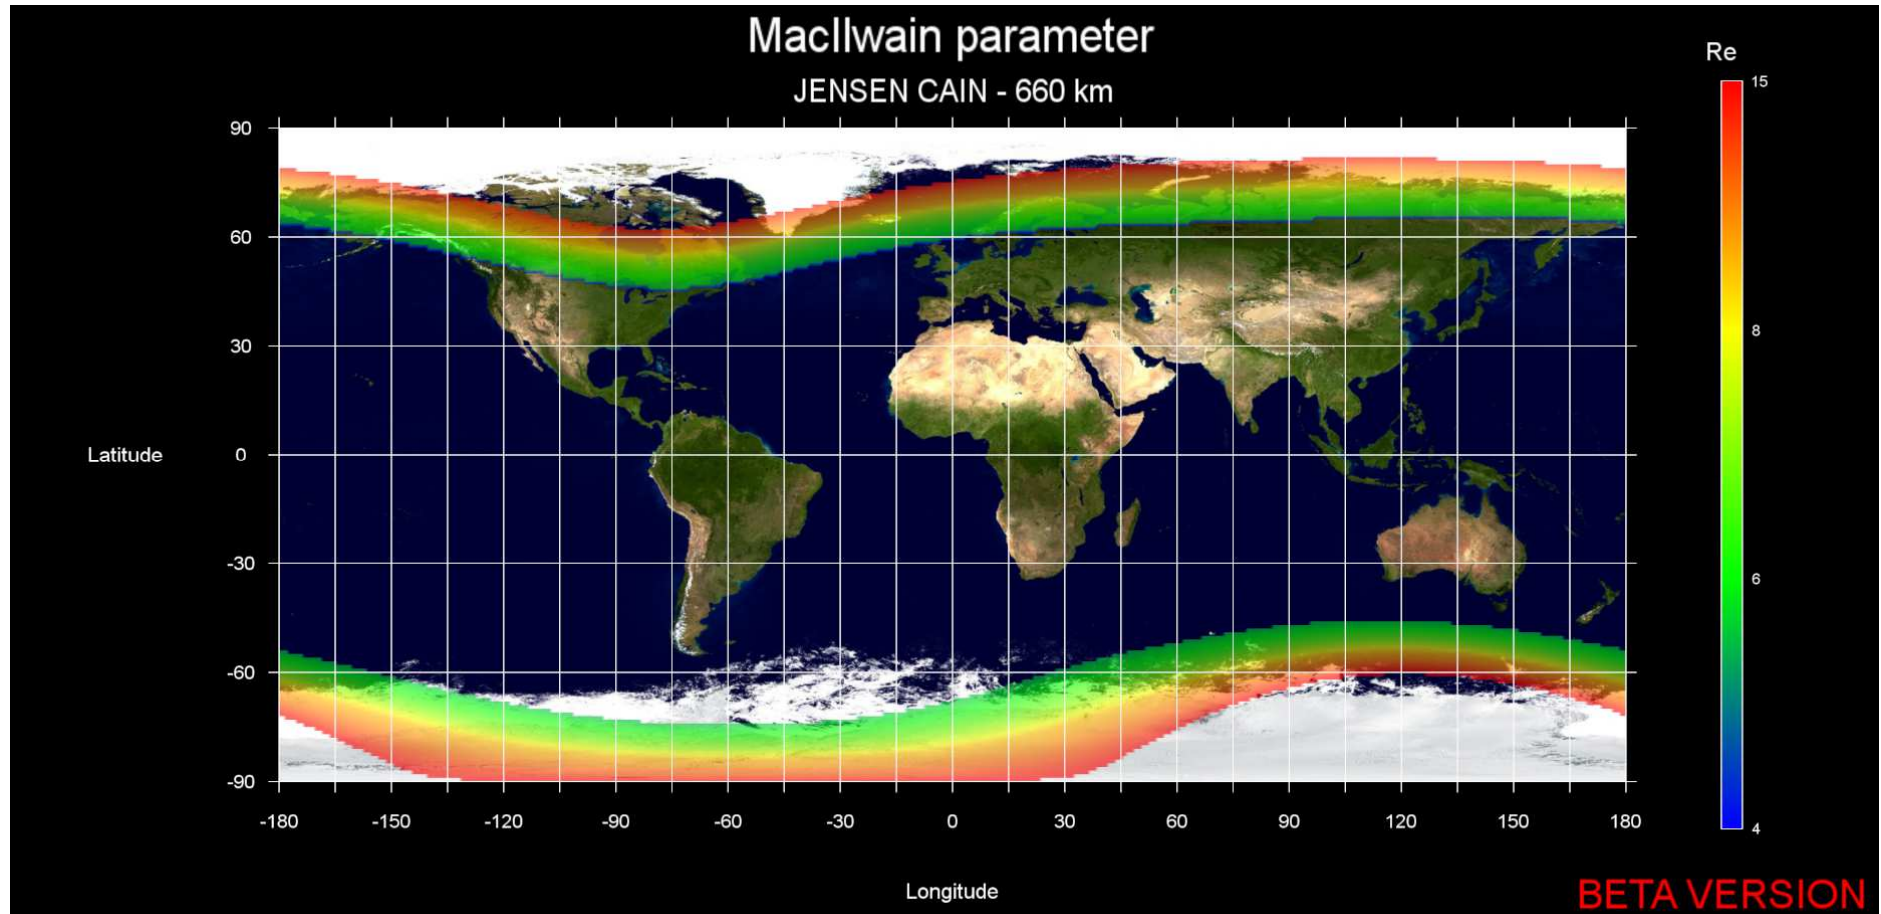 MacIlwain parameter
JENSEN CAIN - 660 km
Re
15
8
6
4
90
60
30
0
-30
-60
-90
Latitude
-180 -150 -120 -90 -60 -30 0 30 60 90 120 150 180
Longitude
BETA VERSION